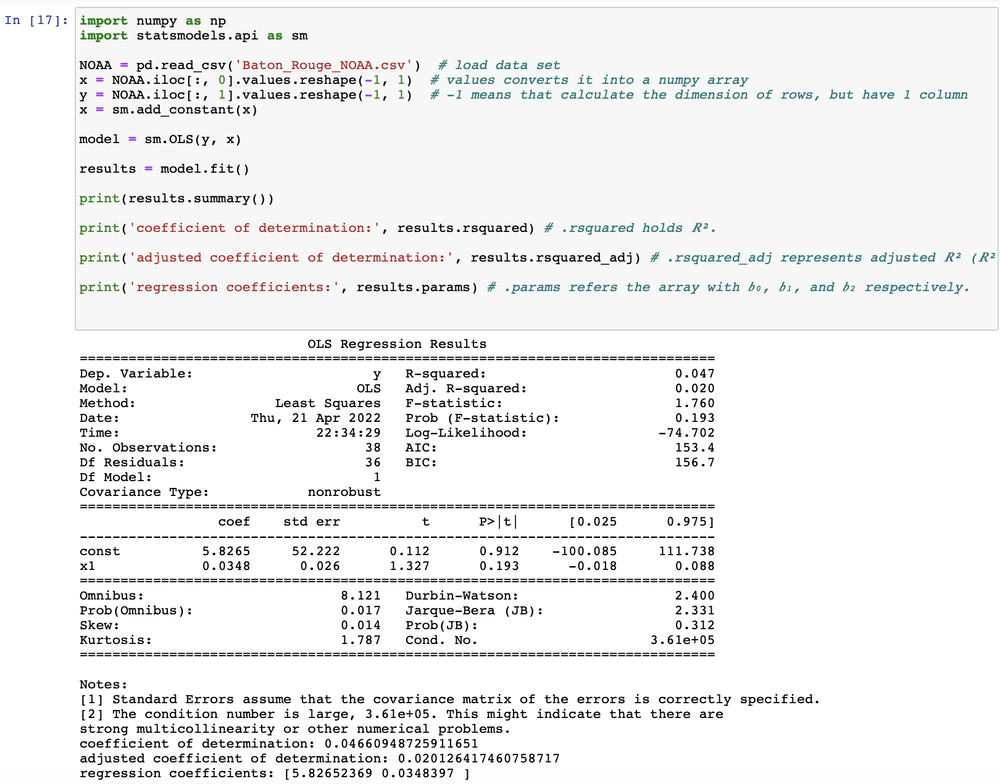 In [17]:
import numpy as np
import statsmodels.api as sm
NOAA = pd.read_csv('Baton_Rouge_NOAA.csv')  # load data set
x = NOAA.iloc[:, 0].values.reshape(-1, 1)  # values converts it into a numpy array
y = NOAA.iloc[:, 1].values.reshape(-1, 1)  # -1 means that calculate the dimension of rows, but have 1 column
x = sm.add_constant(x)
model = sm.OLS(y, x)
results = model.fit()
print(results.summary())
print('coefficient of determination:', results.rsquared) # .rsquared holds 𝑅².
print('adjusted coefficient of determination:', results.rsquared_adj) # .rsquared_adj represents adjusted 𝑅² (𝑅²
print('regression coefficients:', results.params) # .params refers the array with 𝑏₀, 𝑏₁, and 𝑏₂ respectively.
OLS Regression Results
==============================================================================
Dep. Variable:                      y   R-squared:                       0.047
Model:                            OLS   Adj. R-squared:                  0.020
Method:                 Least Squares   F-statistic:                     1.760
Date:                Thu, 21 Apr 2022   Prob (F-statistic):              0.193
Time:                        22:34:29   Log-Likelihood:                -74.702
No. Observations:                  38   AIC:                             153.4
Df Residuals:                      36   BIC:                             156.7
Df Model:                           1
Covariance Type:            nonrobust
==============================================================================
                 coef    std err          t      P>|t|      [0.025      0.975]
------------------------------------------------------------------------------
const          5.8265     52.222      0.112      0.912    -100.085     111.738
x1             0.0348      0.026      1.327      0.193      -0.018       0.088
==============================================================================
Omnibus:                        8.121   Durbin-Watson:                   2.400
Prob(Omnibus):                  0.017   Jarque-Bera (JB):                2.331
Skew:                           0.014   Prob(JB):                        0.312
Kurtosis:                       1.787   Cond. No.                     3.61e+05
==============================================================================
Notes:
[1] Standard Errors assume that the covariance matrix of the errors is correctly specified.
[2] The condition number is large, 3.61e+05. This might indicate that there are
strong multicollinearity or other numerical problems.
coefficient of determination: 0.04660948725911651
adjusted coefficient of determination: 0.020126417460758717
regression coefficients: [5.82652369 0.0348397 ]